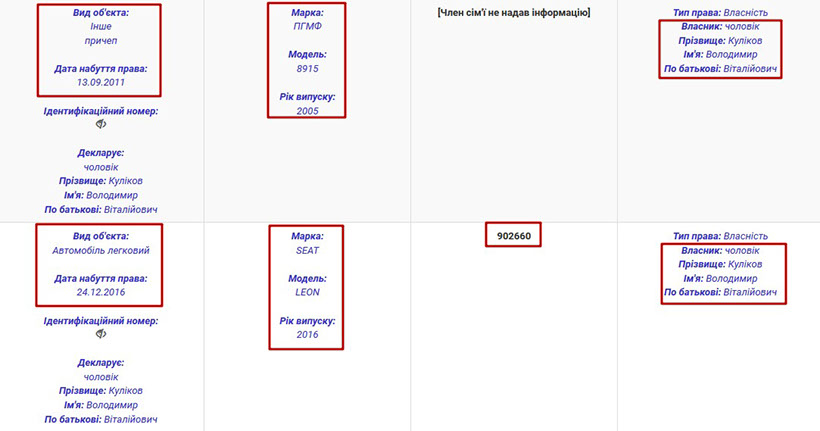 Вид об'єкта:
Інше
причеп
Дата набуття права:
13.09.2011
Ідентифікаційний номер:
Декларує:
чоловік
Прізвище: Куліков
Ім'я: Володимир
По батькові: Віталійович
Марка:
ПГМФ
Модель:
8915
Рік випуску:
2005
[Член сім'ї не надав інформацію]
Тип права: Власність
Власник: чоловік
Прізвище: Куліков
Ім'я: Володимир
По батькові: Віталійович
Вид об'єкта:
Автомобіль легковий
Дата набуття права:
24.12.2016
Ідентифікаційний номер:
Декларує:
чоловік
Прізвище: Куліков
Ім'я: Володимир
По батькові: Віталійович
Марка:
SEAT
Модель:
LEON
Рік випуску:
2016
902660
Тип права: Власність
Власник: чоловік
Прізвище: Куліков
Ім'я: Володимир
По батькові: Віталійович